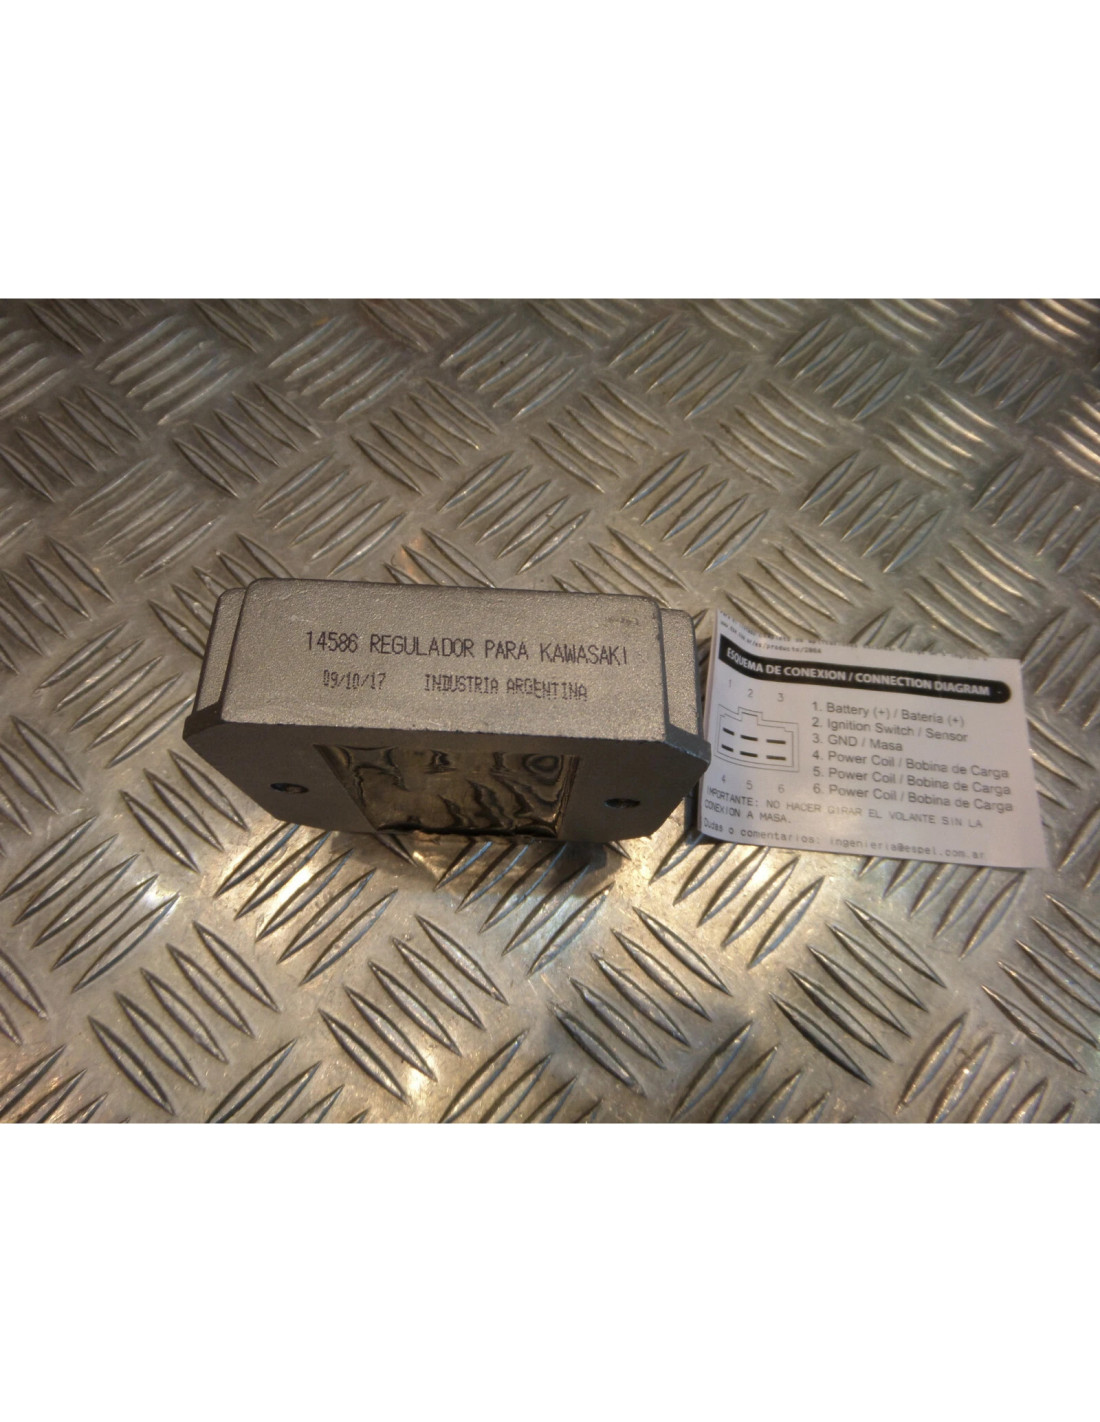 14586 REGULADOR PARA KAWASAKI
09/10/17 INDUSTRIA ARGENTINA
ESQUEMA DE CONEXION / CONNECTION DIAGRAM
1 2 3
4 5 6
1. Battery (+) / Bateria (+)
2. Ignition Switch / Sensor
3. GND / Masa
4. Power Coil / Bobina de Carga
5. Power Coil / Bobina de Carga
6. Power Coil / Bobina de Carga
IMPORTANTE: NO HACER GIRAR EL VOLANTE SIN LA
CONEXION A MASA.
Dudas o comentarios: ingenieria@espel.com.ar